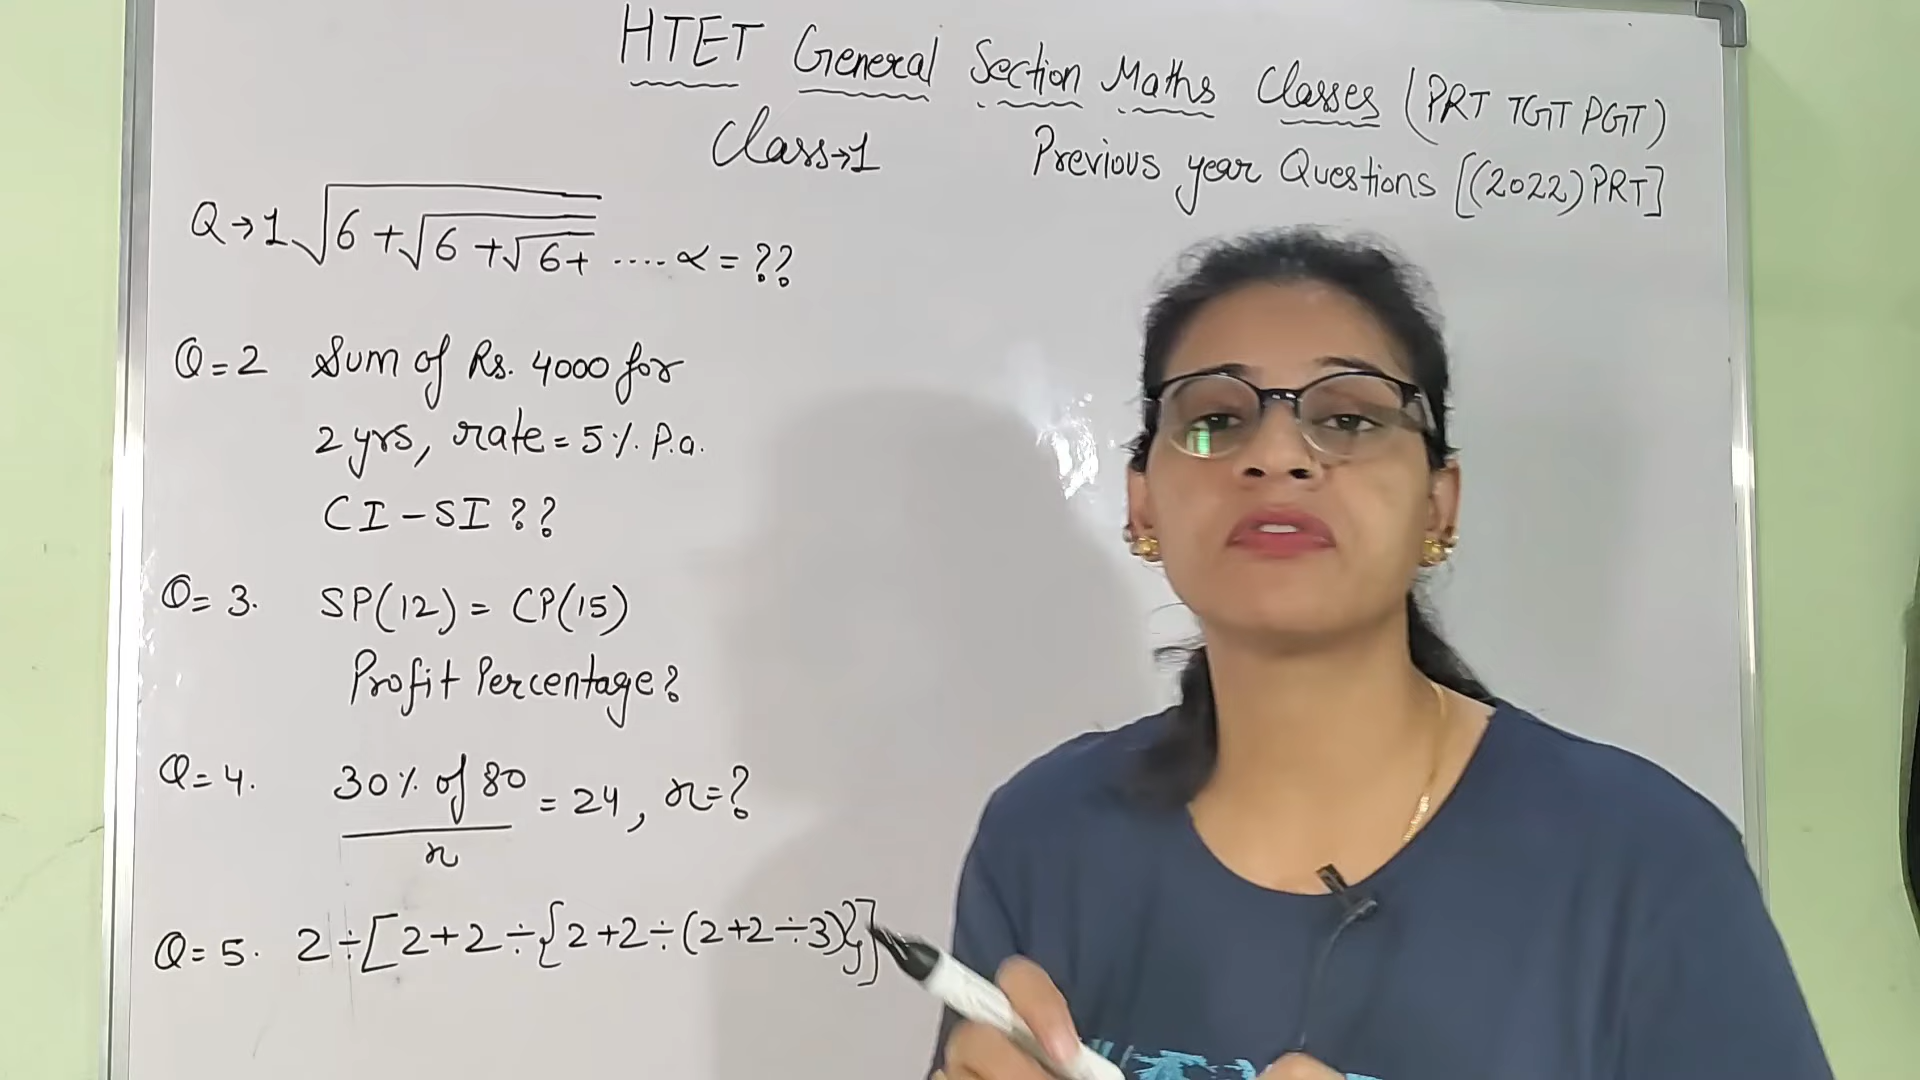 HTET General Section Maths Classes (PRT TGT PGT)
Class→1 Previous year Questions [(2022)PRT]
Q→1 √6+√6+√6+ ....∝ = ??
Q=2 Sum of Rs. 4000 for
2 yrs, rate = 5% P.a.
CI – SI ??
Q=3. SP(12) = CP(15)
Profit Percentage?
Q=4. 30% of 80 = 24, x=?
x
Q=5. 2÷[2+2÷{2+2÷(2+2÷3)}]